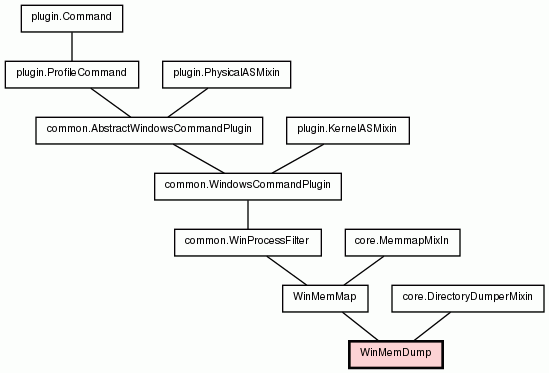 plugin.Command
plugin.ProfileCommand
plugin.PhysicalASMixin
common.AbstractWindowsCommandPlugin
plugin.KernelASMixin
common.WindowsCommandPlugin
common.WinProcessFilter
core.MemmapMixIn
WinMemMap
core.DirectoryDumperMixin
WinMemDump